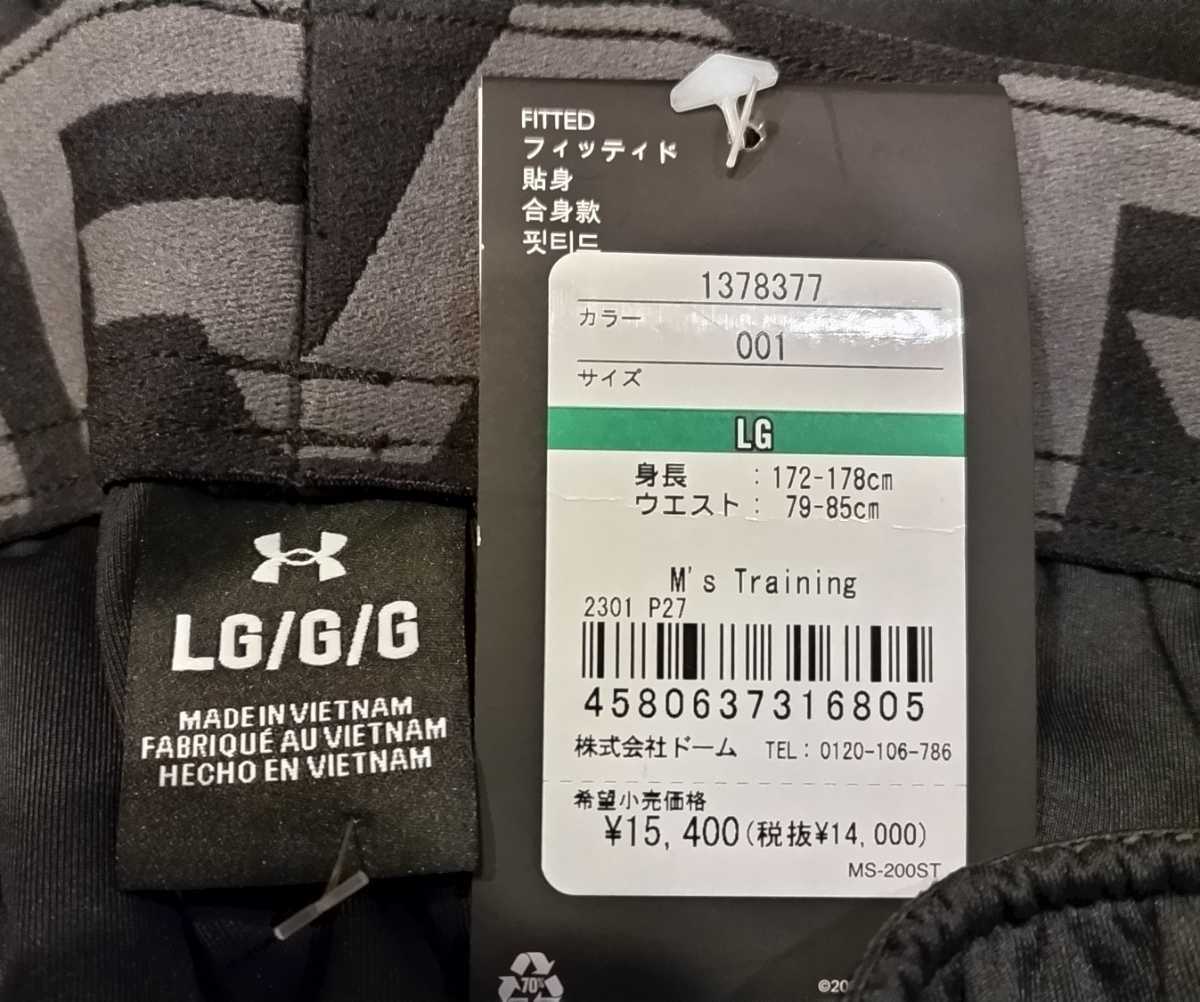 FITTED
フィッティド
貼身
合身款
핏티드
1378377
カラー
001
サイズ
LG
身長 : 172-178cm
ウエスト : 79-85cm
M's Training
2301 P27
4580637316805
株式会社ドーム TEL: 0120-106-786
希望小売価格
¥15,400(税抜¥14,000)
MS-200ST
70%
©20
LG/G/G
MADE IN VIETNAM
FABRIQUÉ AU VIETNAM
HECHO EN VIETNAM